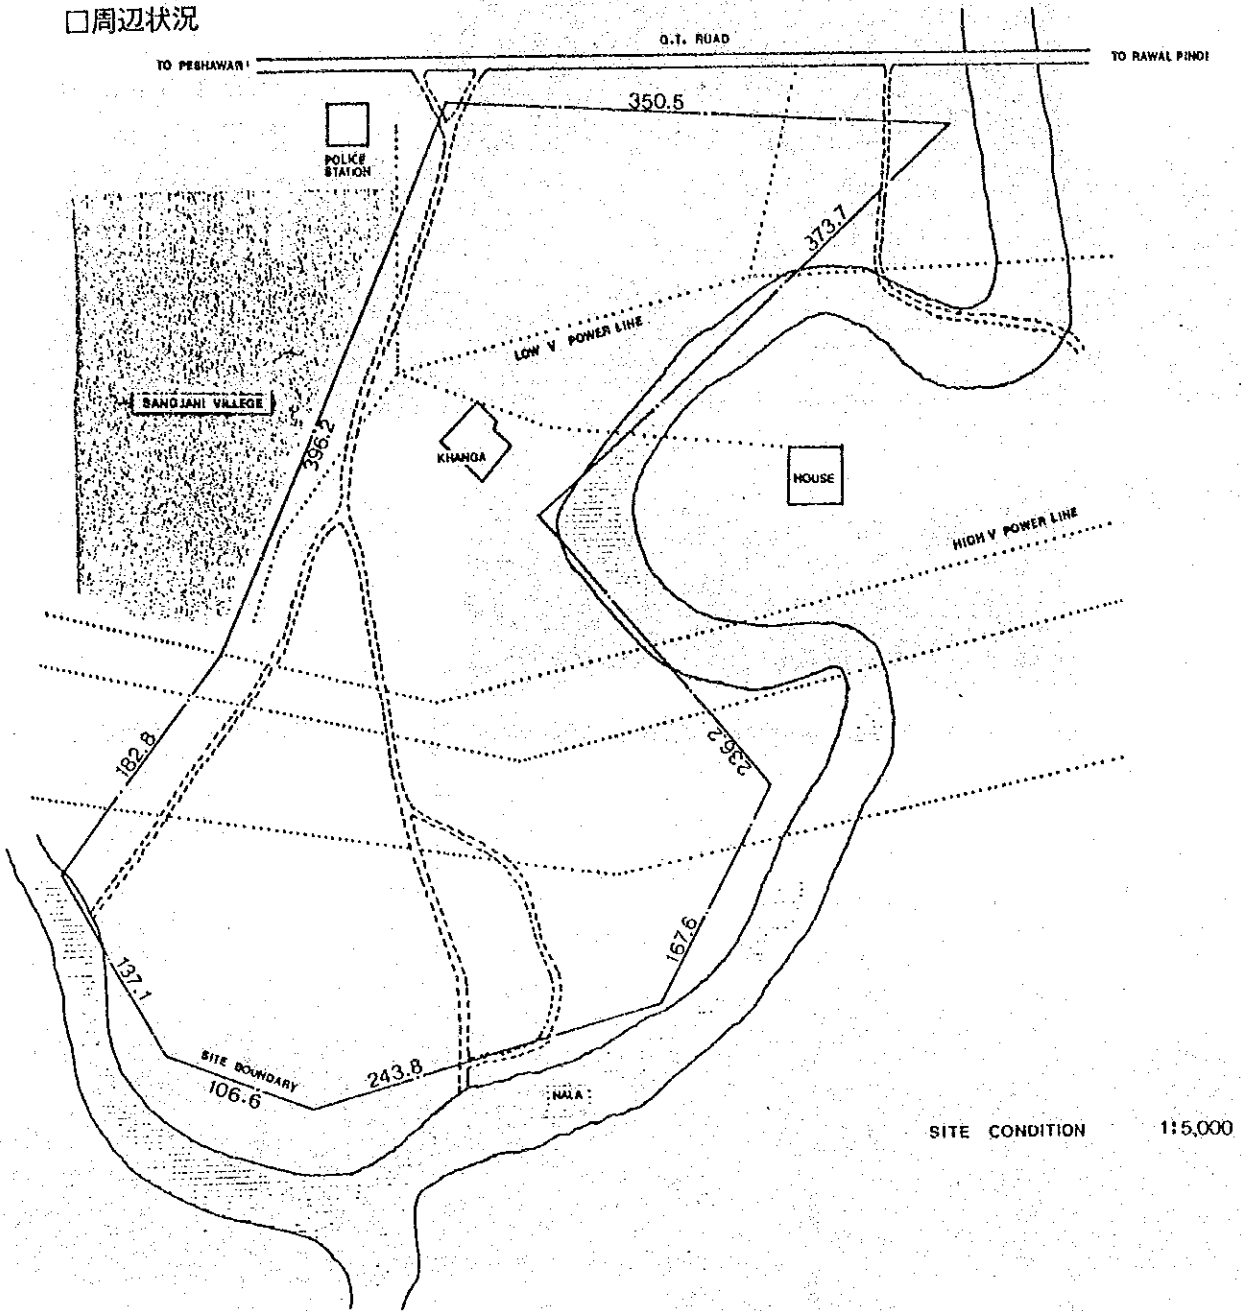 □周辺状況
G.T. ROAD
TO PESHAWAR
TO RAWAL PINDI
350.5
POLICE
STATION
373.7
LOW V POWER LINE
SANGJANI VILLEGE
396.2
KHANGA
HOUSE
HIGH V POWER LINE
236.2
182.8
167.6
137.1
SITE BOUNDARY
106.6
243.8
NALA
SITE CONDITION 1:5,000